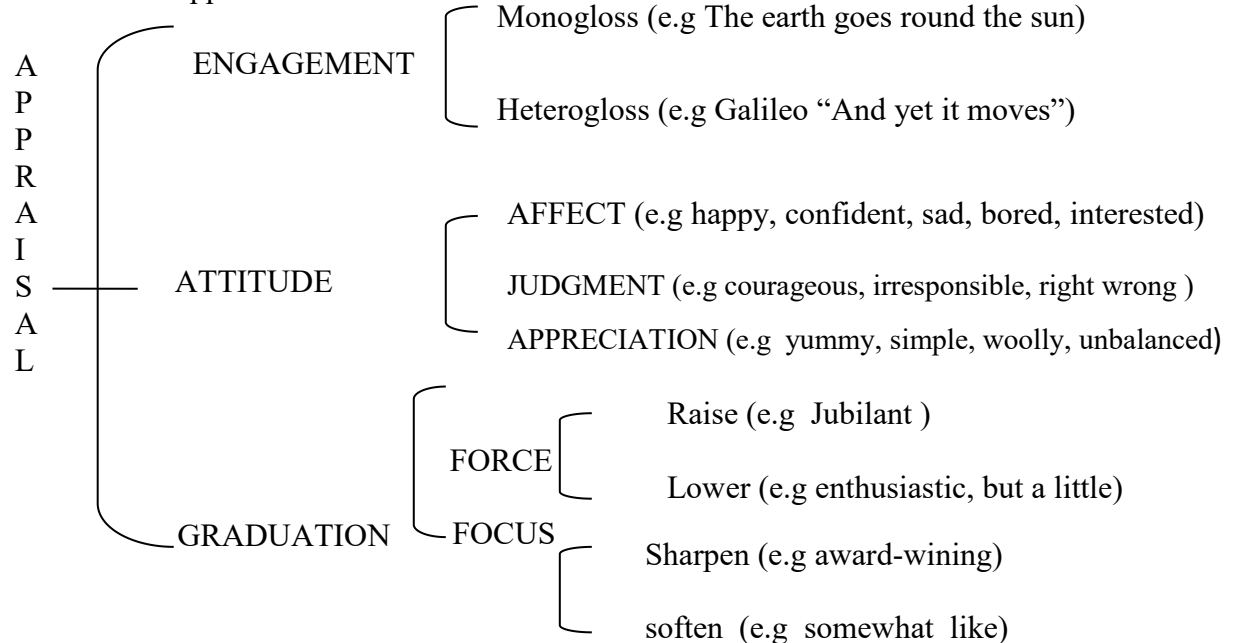 APPRAISAL
ENGAGEMENT
Monogloss (e.g The earth goes round the sun)
Heterogloss (e.g Galileo “And yet it moves”)
ATTITUDE
AFFECT (e.g happy, confident, sad, bored, interested)
JUDGMENT (e.g courageous, irresponsible, right wrong )
APPRECIATION (e.g yummy, simple, woolly, unbalanced)
GRADUATION
FORCE
Raise (e.g Jubilant )
Lower (e.g enthusiastic, but a little)
FOCUS
Sharpen (e.g award-wining)
soften (e.g somewhat like)